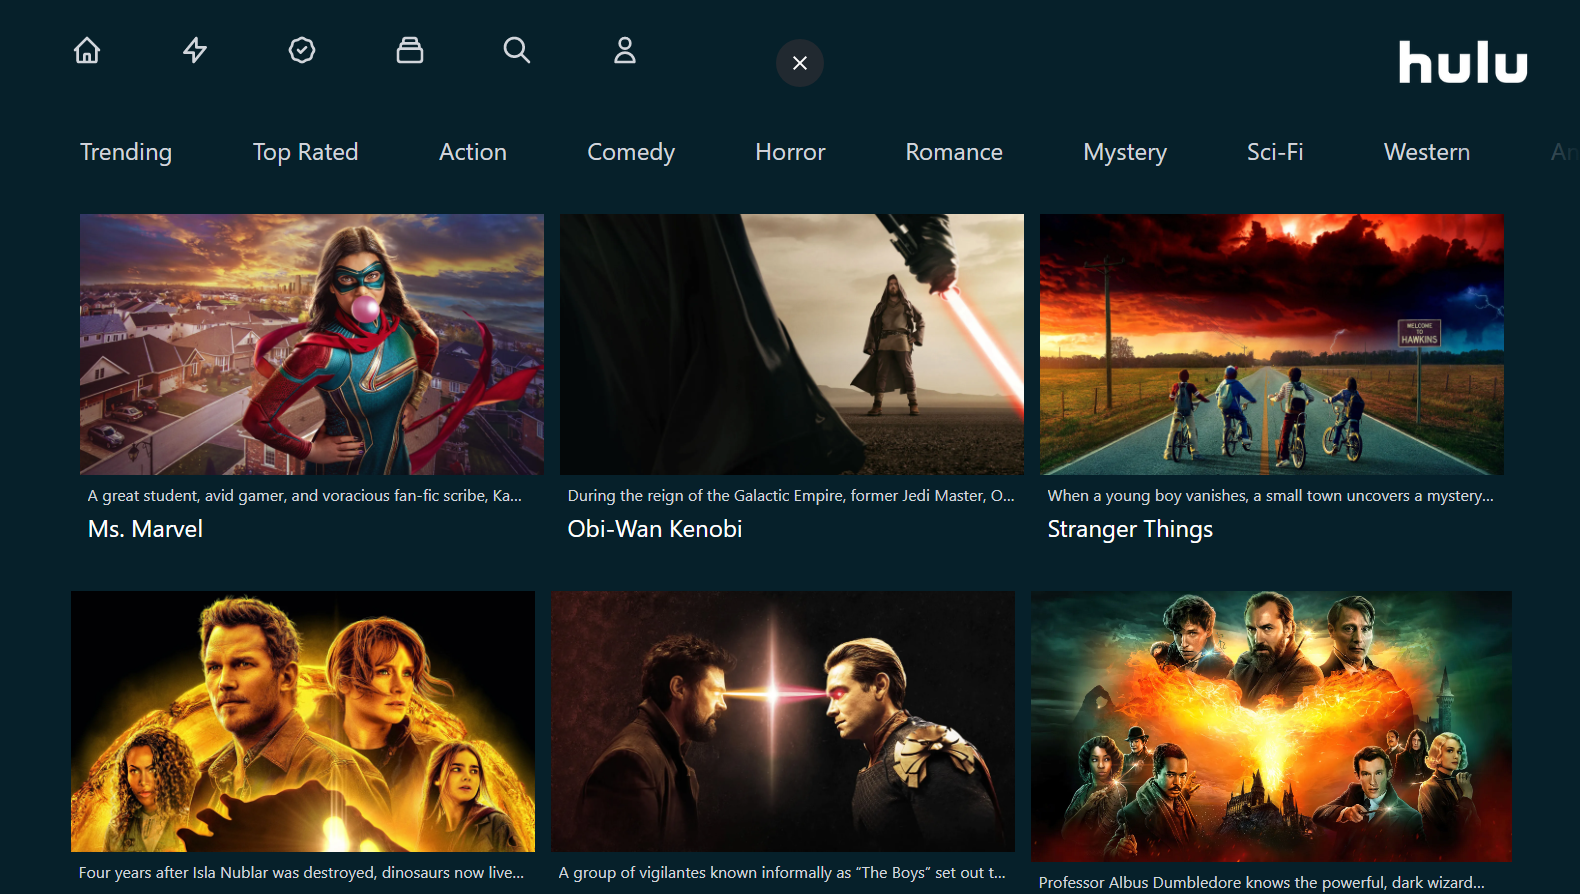 hulu
Trending Top Rated Action Comedy Horror Romance Mystery Sci-Fi Western An
WELCOME
TO
HAWKINS
A great student, avid gamer, and voracious fan-fic scribe, Ka...
Ms. Marvel
During the reign of the Galactic Empire, former Jedi Master, O...
Obi-Wan Kenobi
When a young boy vanishes, a small town uncovers a mystery...
Stranger Things
Four years after Isla Nublar was destroyed, dinosaurs now live...
A group of vigilantes known informally as “The Boys” set out t...
Professor Albus Dumbledore knows the powerful, dark wizard...